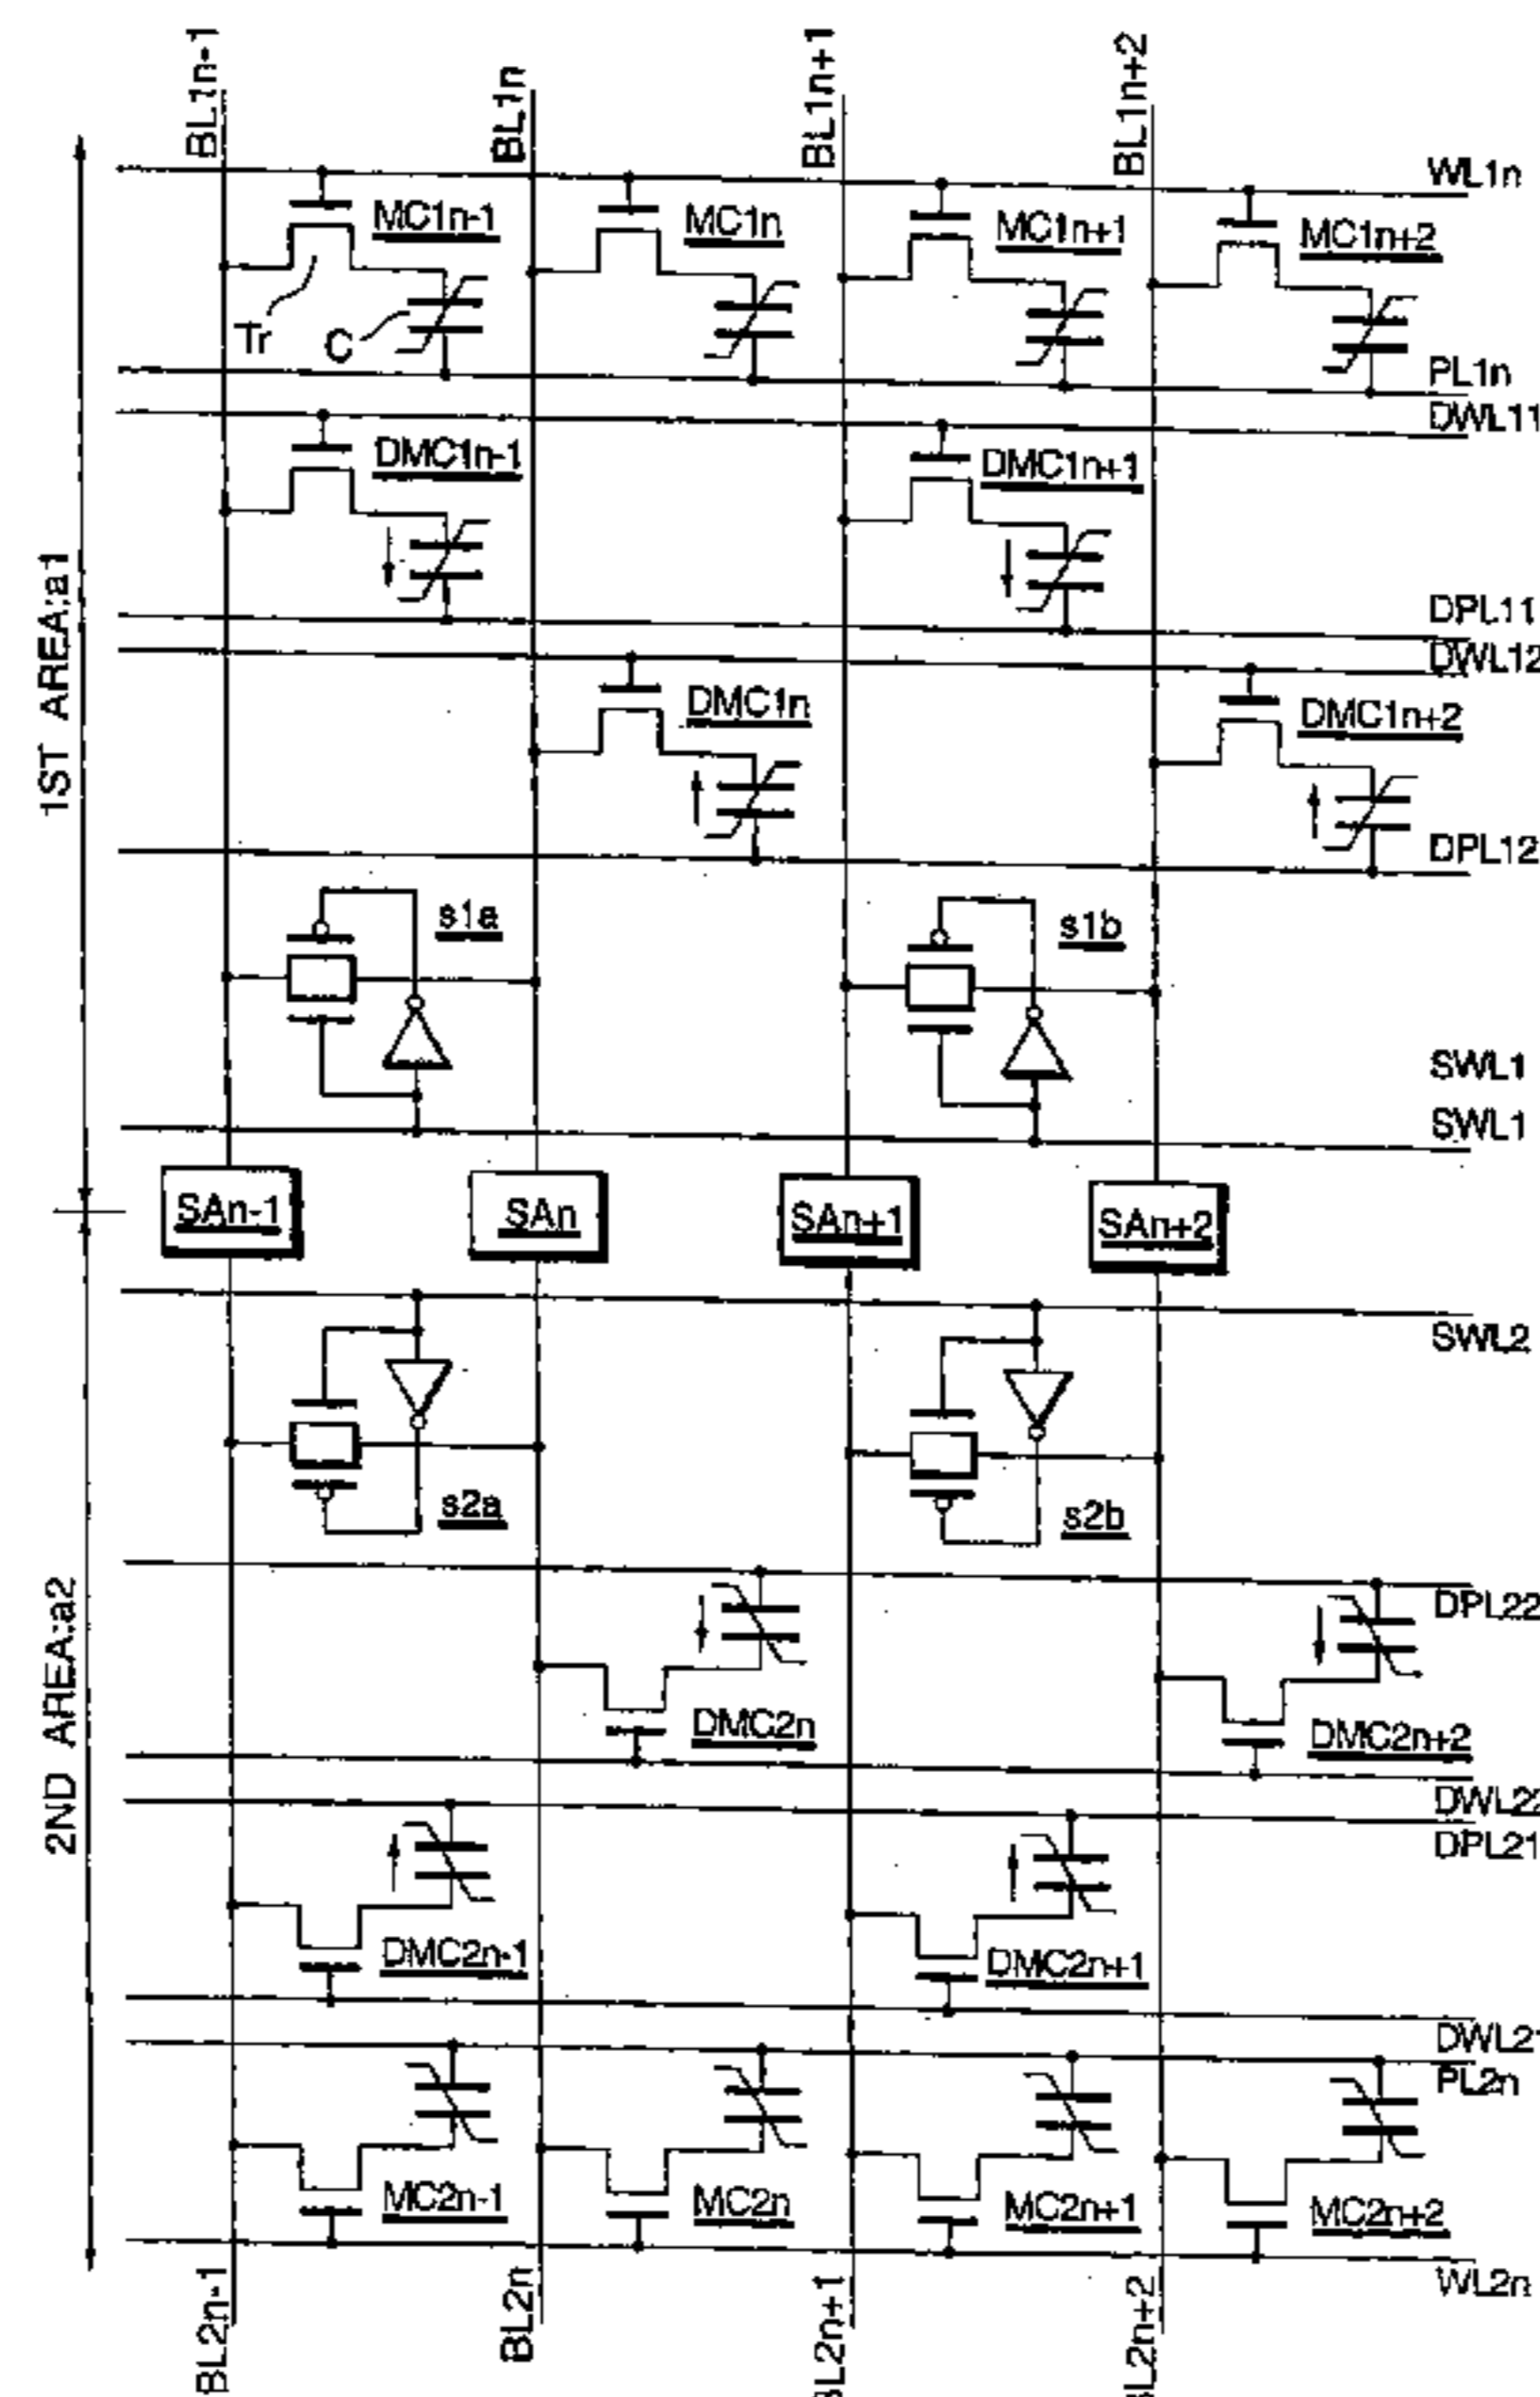 BL1n-1
BL1n
BL1n+1
BL1n+2
WL1n
MC1n-1
MC1n
MC1n+1
MC1n+2
Tr
C
PL1n
DWL11
DMC1n-1
DMC1n+1
DPL11
DWL12
DMC1n
DMC1n+2
DPL12
1ST AREA;a1
s1a
s1b
SWL1
SWL1
SAn-1
SAn
SAn+1
SAn+2
SWL2
s2a
s2b
2ND AREA;a2
DPL22
DMC2n
DMC2n+2
DWL22
DPL21
DMC2n-1
DMC2n+1
DWL21
PL2n
MC2n-1
MC2n
MC2n+1
MC2n+2
WL2n
BL2n-1
BL2n
BL2n+1
BL2n+2